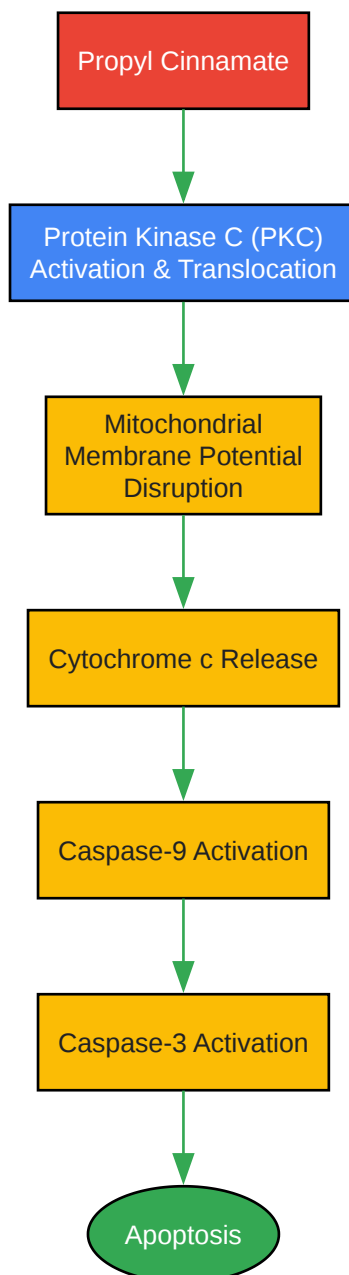 Propyl Cinnamate
Protein Kinase C (PKC)
Activation & Translocation
Mitochondrial
Membrane Potential
Disruption
Cytochrome c Release
Caspase-9 Activation
Caspase-3 Activation
Apoptosis